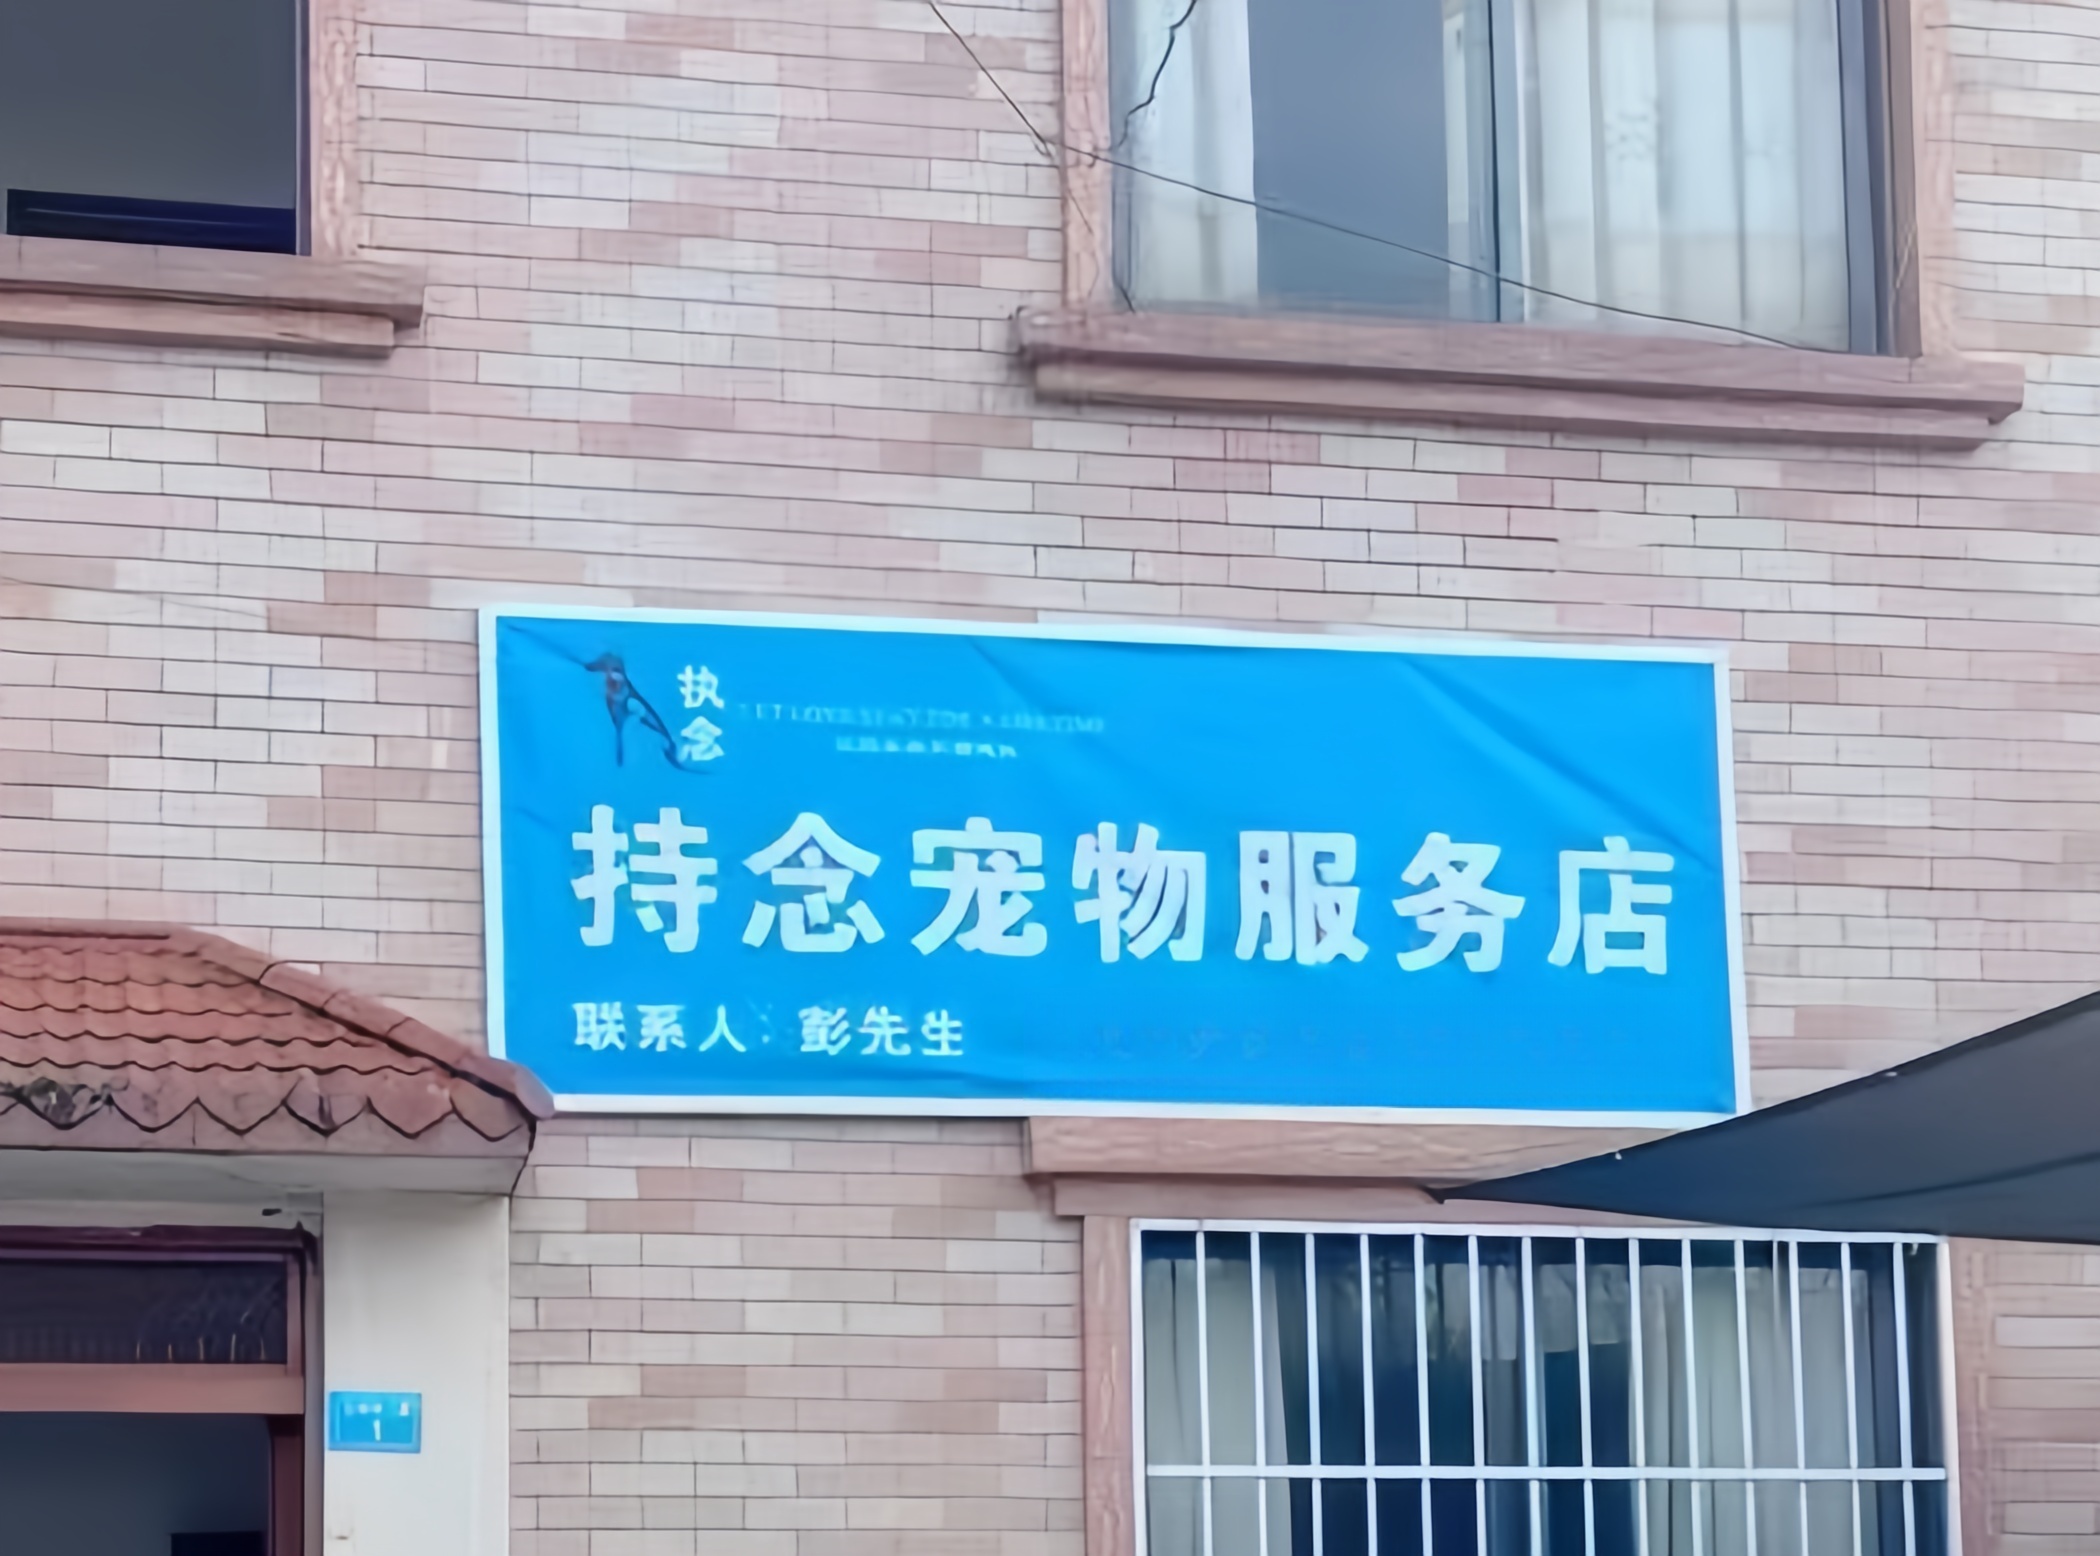 执念
持念宠物服务店
联系人：彭先生
1